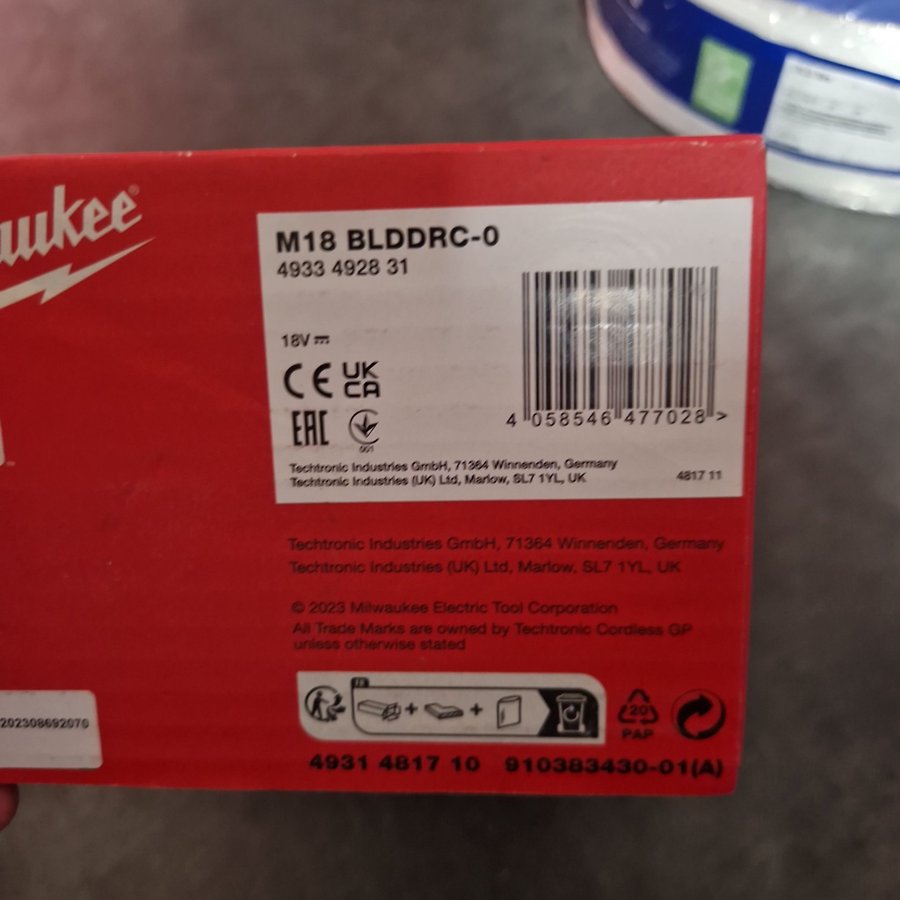 aukee®
M18 BLDDRC-0
4933 4928 31
18V
CE UK CA
EAC
001
4 058546 477028 >
Techtronic Industries GmbH, 71364 Winnenden, Germany
Techtronic Industries (UK) Ltd, Marlow, SL7 1YL, UK
4817 11
Techtronic Industries GmbH, 71364 Winnenden, Germany
Techtronic Industries (UK) Ltd, Marlow, SL7 1YL, UK
© 2023 Milwaukee Electric Tool Corporation
All Trade Marks are owned by Techtronic Cordless GP
unless otherwise stated
+ +
20
PAP
202308692070
4931 4817 10 910383430-01(A)